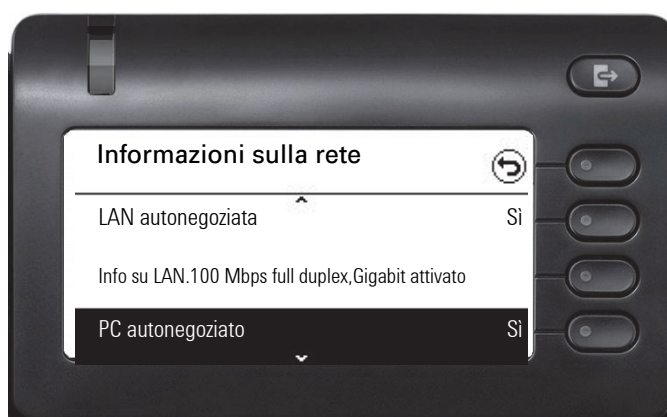 Informazioni sulla rete
LAN autonegoziata Sì
Info su LAN.100 Mbps full duplex,Gigabit attivato
PC autonegoziato Sì